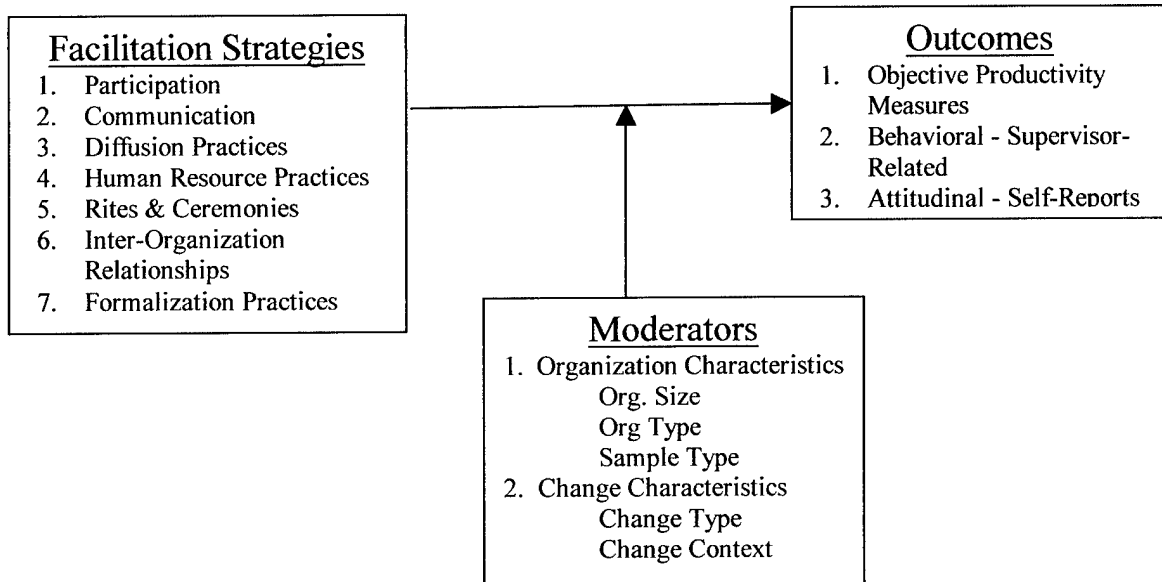 Facilitation Strategies
1. Participation
2. Communication
3. Diffusion Practices
4. Human Resource Practices
5. Rites & Ceremonies
6. Inter-Organization
Relationships
7. Formalization Practices
Outcomes
1. Objective Productivity
Measures
2. Behavioral - Supervisor-
Related
3. Attitudinal - Self-Reports
Moderators
1. Organization Characteristics
Org. Size
Org Type
Sample Type
2. Change Characteristics
Change Type
Change Context